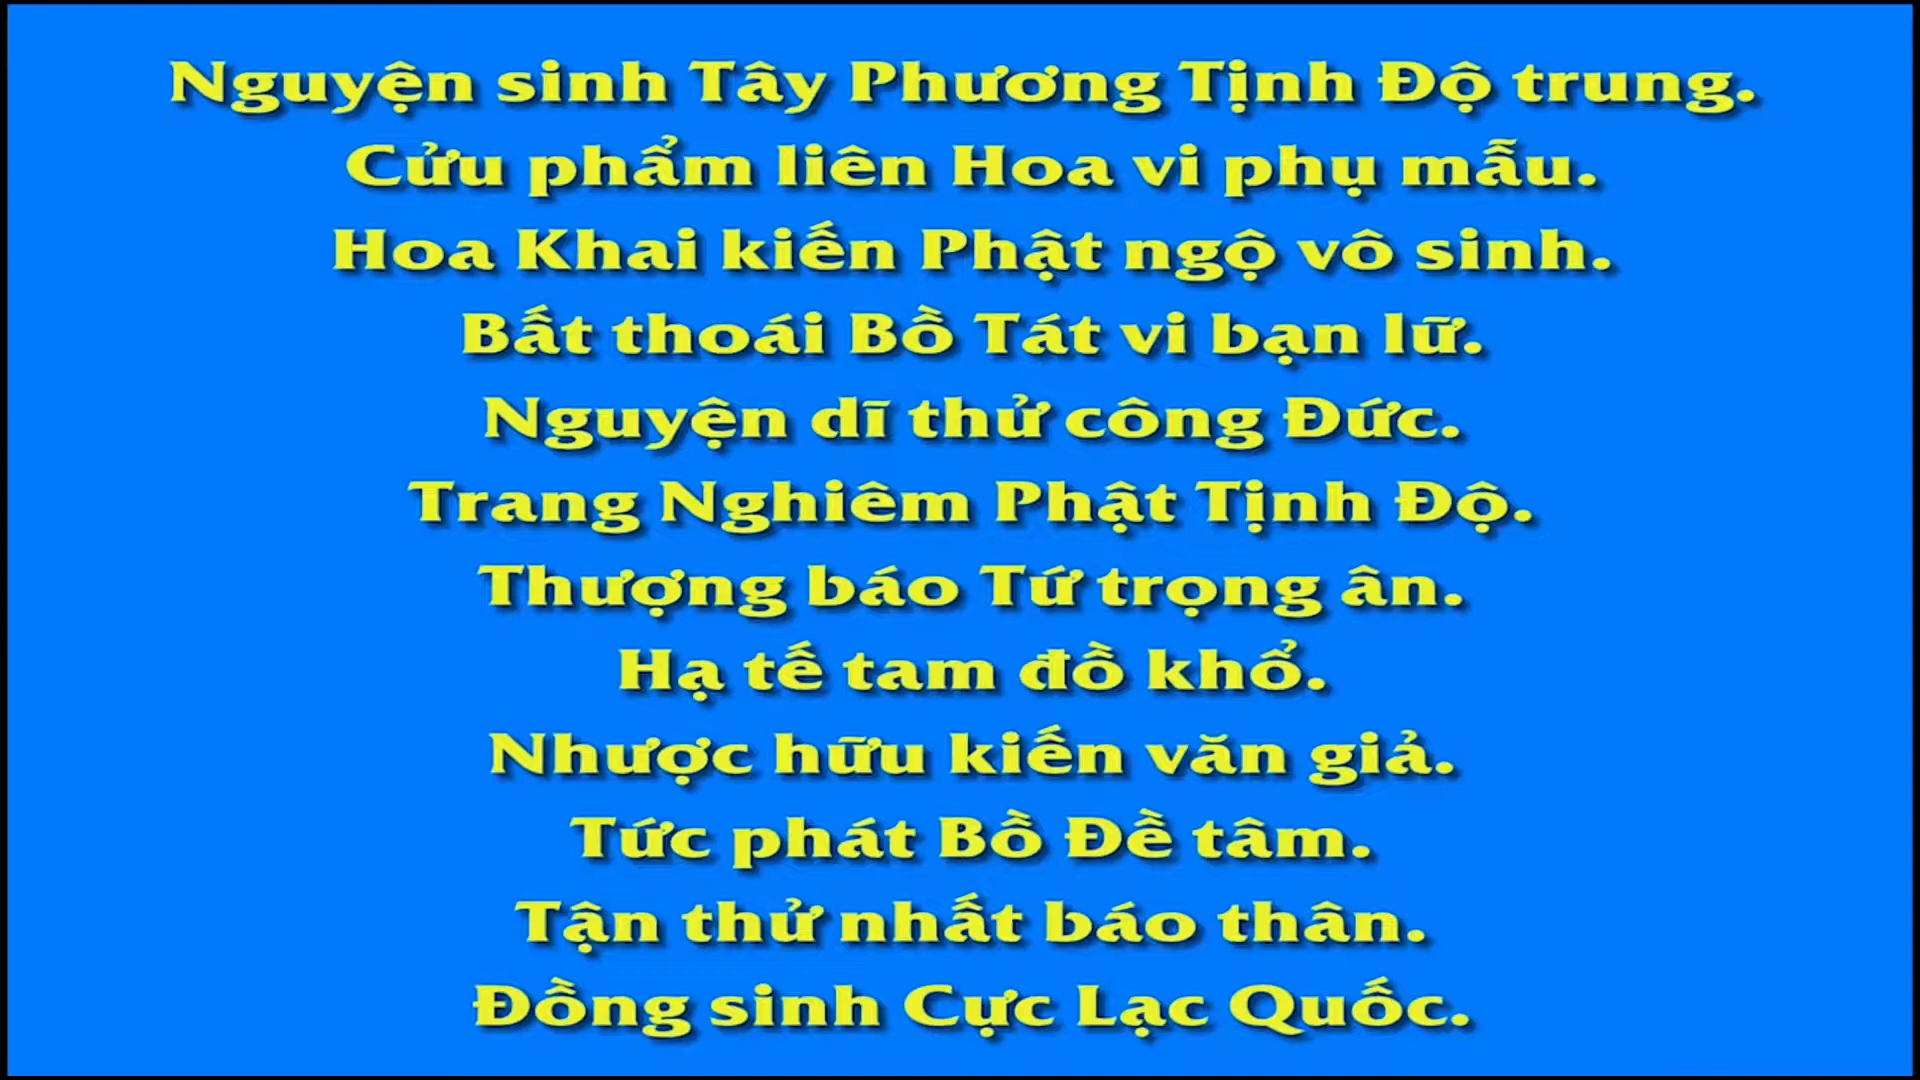 Nguyện sinh Tây Phương Tịnh Độ trung.
Cửu phẩm liên Hoa vi phụ mẫu.
Hoa Khai kiến Phật ngộ vô sinh.
Bất thoái Bồ Tát vi bạn lữ.
Nguyện dĩ thử công Đức.
Trang Nghiêm Phật Tịnh Độ.
Thượng báo Tứ trọng ân.
Hạ tế tam đồ khổ.
Nhược hữu kiến văn giả.
Tức phát Bồ Đề tâm.
Tận thử nhất báo thân.
Đồng sinh Cực Lạc Quốc.